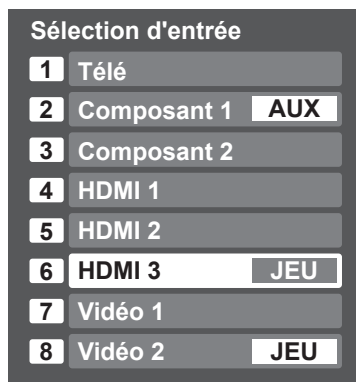 Sélection d'entrée
1 Télé
2 Composant 1 AUX
3 Composant 2
4 HDMI 1
5 HDMI 2
6 HDMI 3 JEU
7 Vidéo 1
8 Vidéo 2 JEU